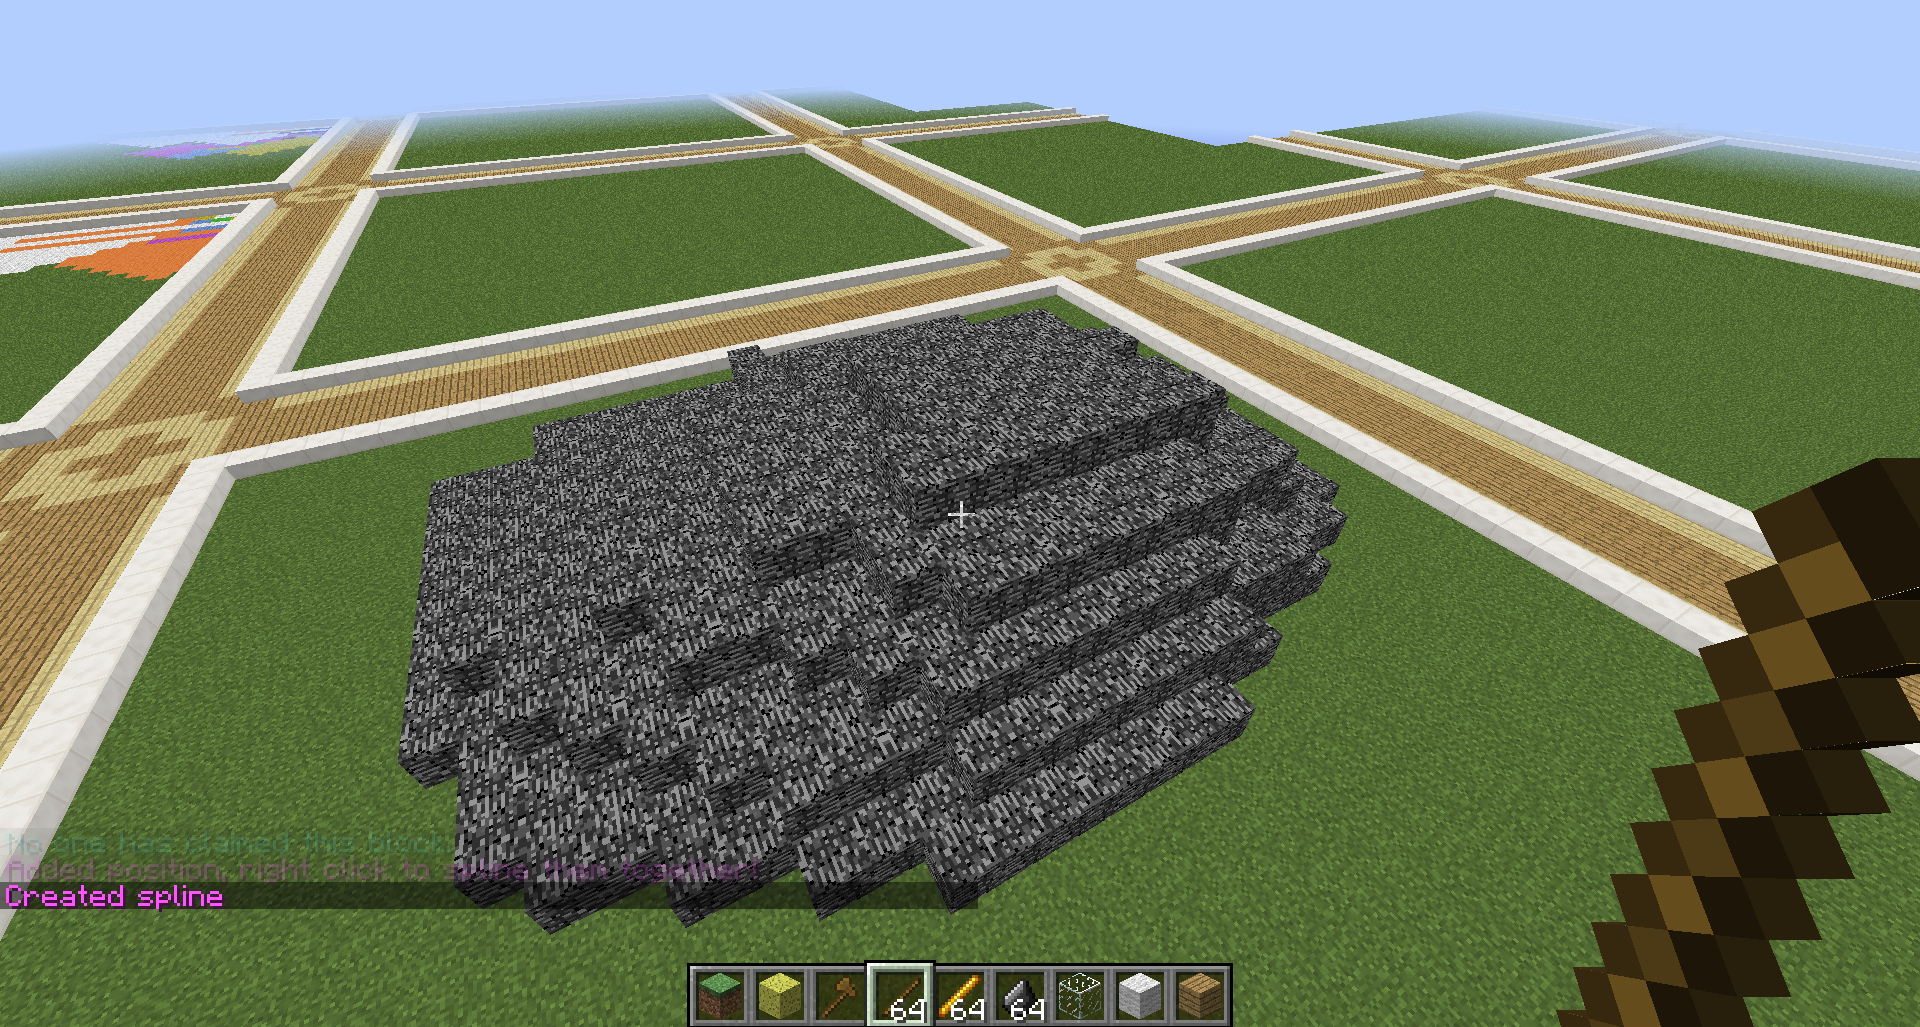 No one has claimed this block.
Added position, right click to spline them together!
Created spline
64
64
64